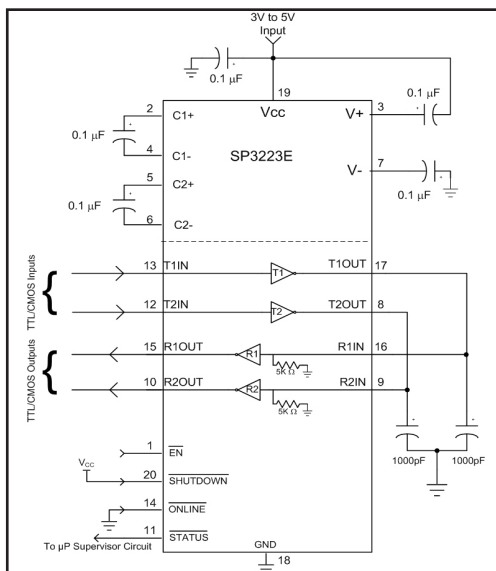 3V to 5V
Input
0.1 µF
19
Vcc
2
C1+
V+
3
0.1 µF
0.1 µF
4
C1-
SP3223E
5
C2+
V-
7
0.1 µF
6
C2-
0.1 µF
TTL/CMOS Inputs
13
T1IN
T1
T1OUT
17
12
T2IN
T2
T2OUT
8
TTL/CMOS Outputs
15
R1OUT
R1
R1IN
16
5K Ω
10
R2OUT
R2
R2IN
9
5K Ω
1
EN
1000pF
1000pF
VCC
20
SHUTDOWN
14
ONLINE
11
STATUS
To µP Supervisor Circuit
GND
18